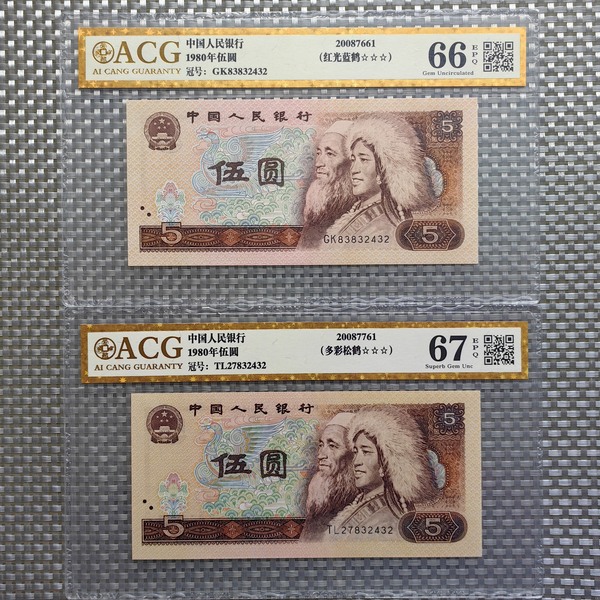 ACG
AI CANG GUARANTY
中国人民银行
1980年伍圆
冠号：GK83832432
20087661
（红光蓝鹤☆☆☆）
66 EPQ
Gem Uncirculated
中国人民银行
5
伍圆
GK83832432
5
5
ACG
AI CANG GUARANTY
中国人民银行
1980年伍圆
冠号：TL27832432
20087761
（多彩松鹤☆☆☆）
67 EPQ
Superb Gem Unc
中国人民银行
5
伍圆
TL27832432
5
5